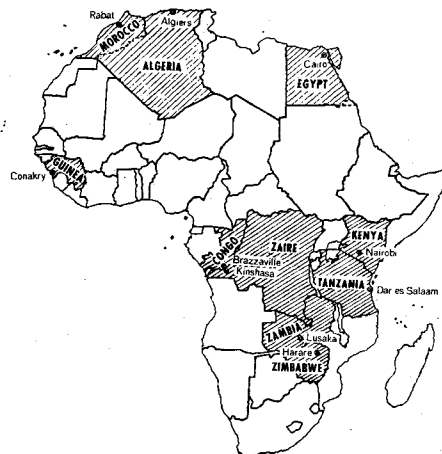 Rabat
Algiers
MOROCCO
ALGERIA
Cairo
EGYPT
GUINEA
Conakry
CONGO
ZAIRE
KENYA
Brazzaville
Nairobi
Kinshasa
TANZANIA
Dar es Salaam
ZAMBIA
Lusaka
Harare
ZIMBABWE